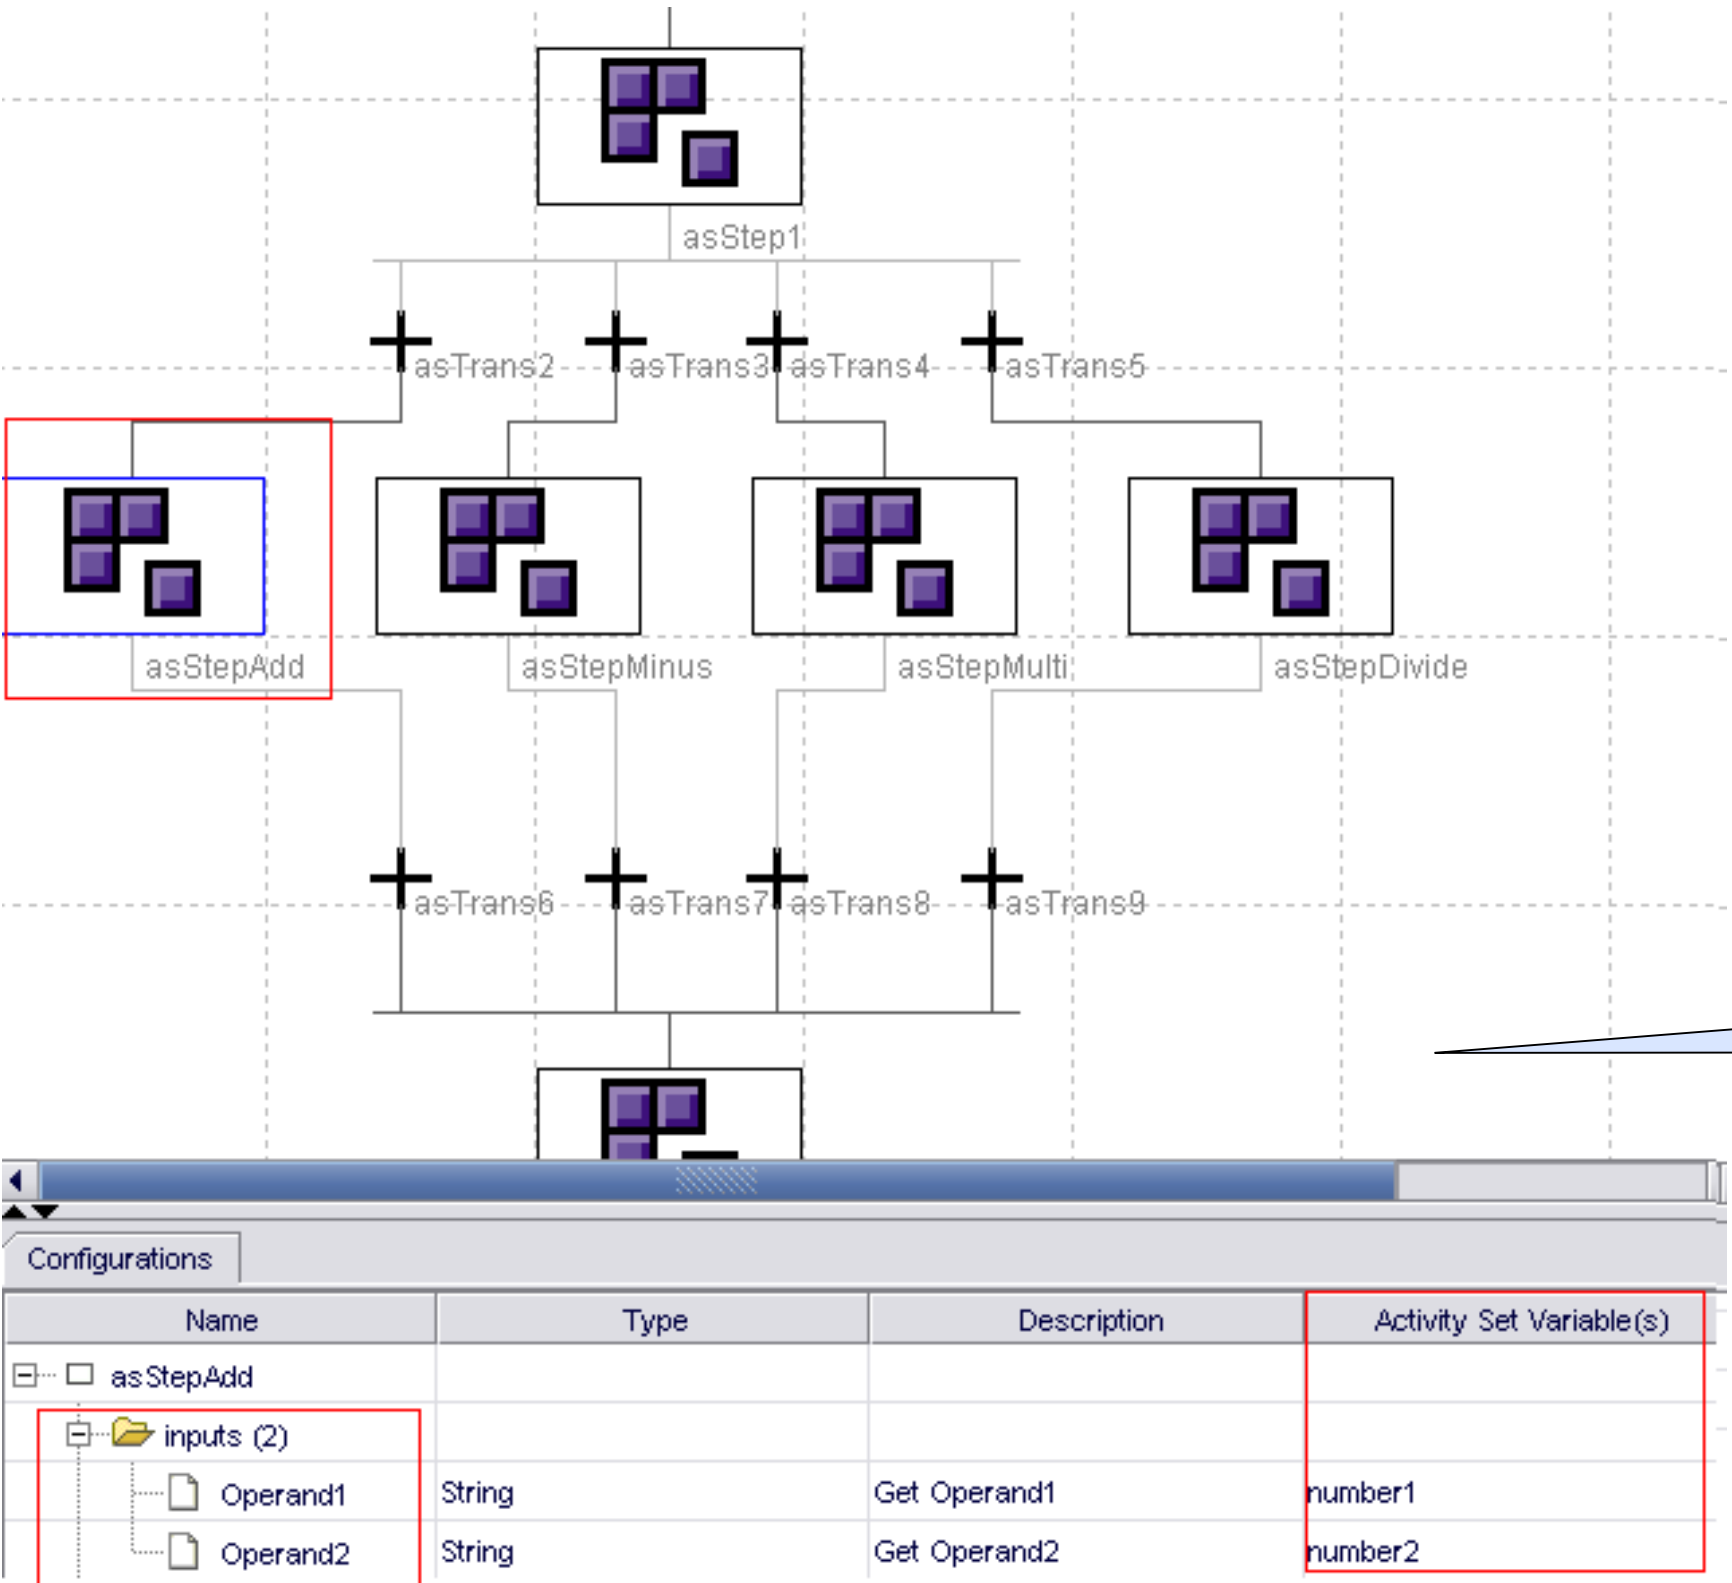 asStep1
asTrans2 asTrans3 asTrans4 asTrans5
asStepAdd asStepMinus asStepMulti asStepDivide
asTrans6 asTrans7 asTrans8 asTrans9
Configurations
Name Type Description Activity Set Variable(s)
asStepAdd
inputs (2)
Operand1 String Get Operand1 number1
Operand2 String Get Operand2 number2